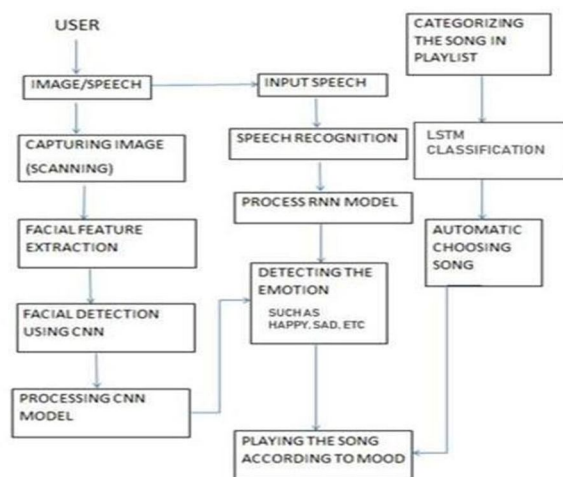 USER
IMAGE/SPEECH
CAPTURING IMAGE
(SCANNING)
FACIAL FEATURE
EXTRACTION
FACIAL DETECTION
USING CNN
PROCESSING CNN
MODEL
INPUT SPEECH
SPEECH RECOGNITION
PROCESS RNN MODEL
DETECTING THE
EMOTION
SUCH AS
HAPPY, SAD, ETC
PLAYING THE SONG
ACCORDING TO MOOD
CATEGORIZING
THE SONG IN
PLAYLIST
LSTM
CLASSIFICATION
AUTOMATIC
CHOOSING
SONG